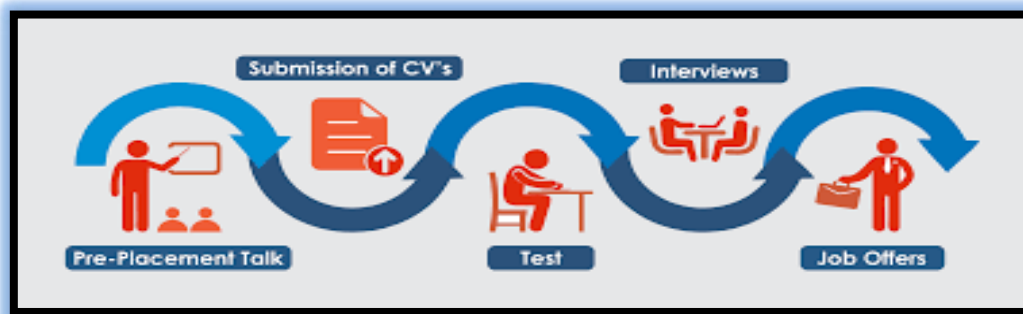 Pre-Placement Talk
Submission of CV's
Test
Interviews
Job Offers